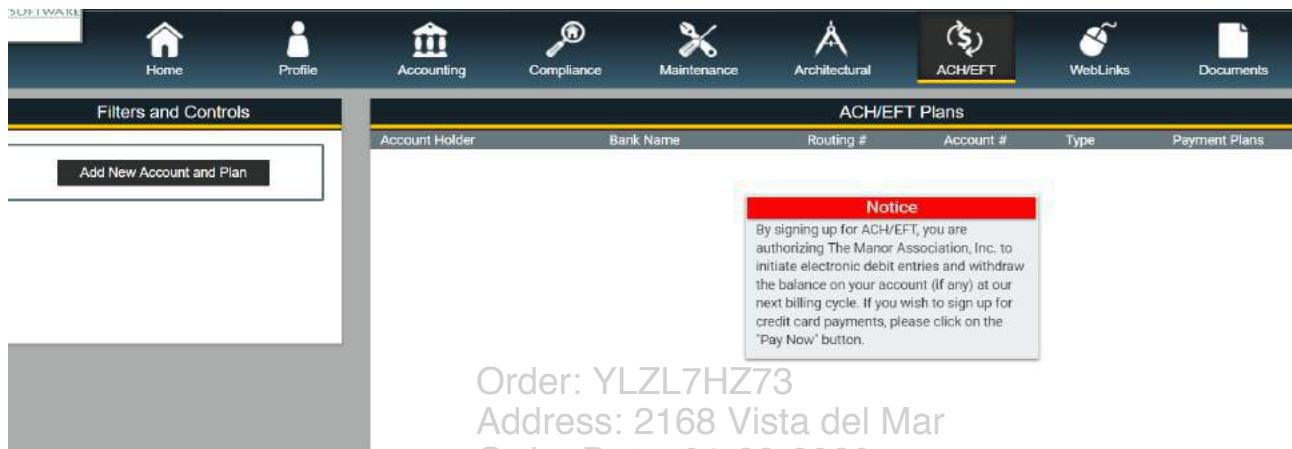 SOFTWARE
Home Profile Accounting Compliance Maintenance Architectural ACH/EFT WebLinks Documents
Filters and Controls
Add New Account and Plan
ACH/EFT Plans
Account Holder Bank Name Routing # Account # Type Payment Plans
Notice
By signing up for ACH/EFT, you are
authorizing The Manor Association, Inc. to
initiate electronic debit entries and withdraw
the balance on your account (if any) at our
next billing cycle. If you wish to sign up for
credit card payments, please click on the
"Pay Now" button.
Order: YLZL7HZ73
Address: 2168 Vista del Mar